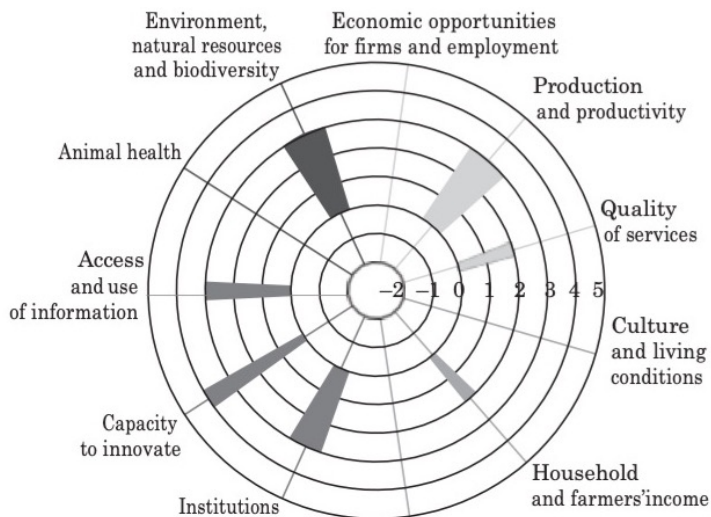 Environment,
natural resources
and biodiversity
Economic opportunities
for firms and employment
Production
and productivity
Animal health
Quality
of services
Access
and use
of information
−2 −1 0 1 2 3 4 5
Culture
and living
conditions
Capacity
to innovate
Household
and farmers'income
Institutions